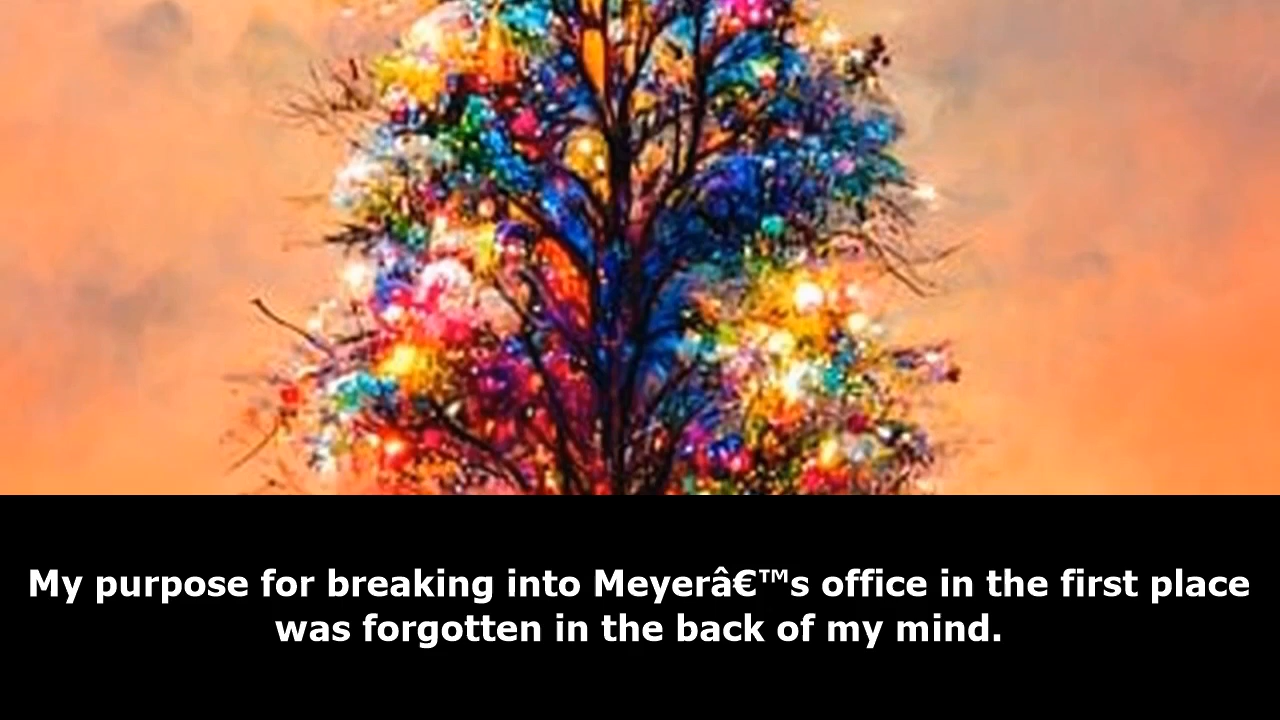 My purpose for breaking into Meyerâ€™s office in the first place
was forgotten in the back of my mind.